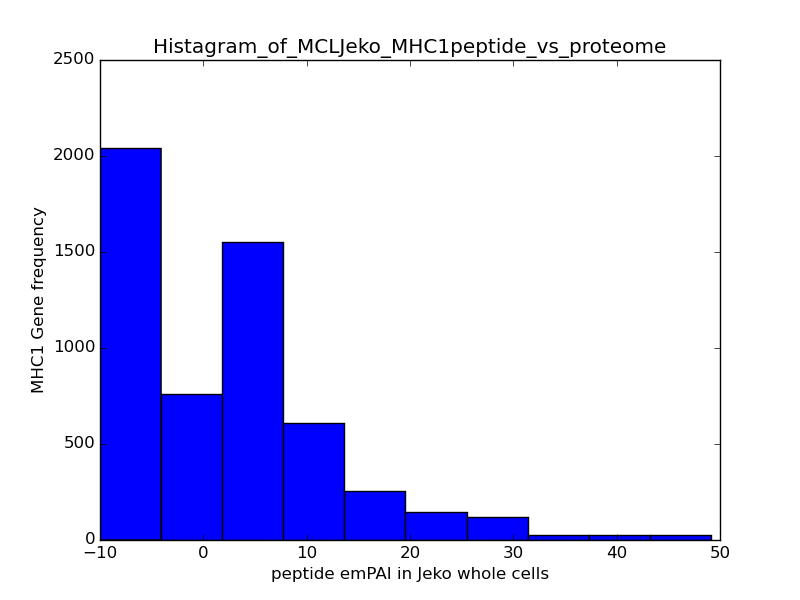 Histagram_of_MCLJeko_MHC1peptide_vs_proteome
2500
2000
1500
1000
500
0
MHC1 Gene frequency
−10 0 10 20 30 40 50
peptide emPAI in Jeko whole cells